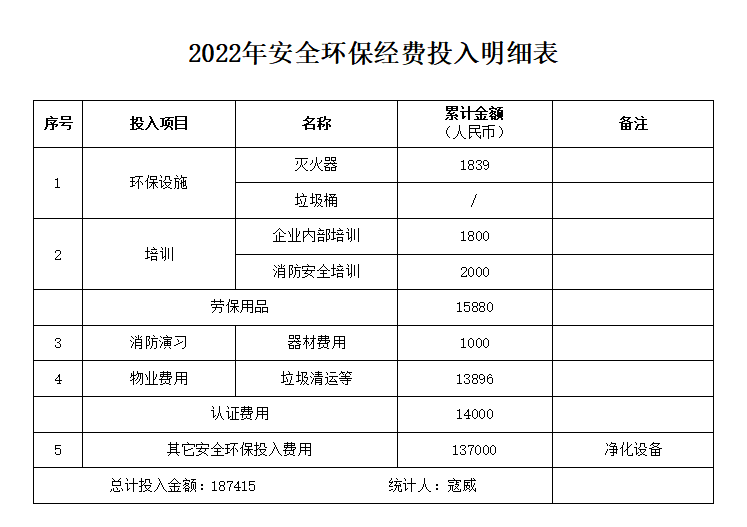 2022年安全环保经费投入明细表
序号 投入项目 名称 累计金额 备注
（人民币）
1 环保设施 灭火器 1839
垃圾桶 /
2 培训 企业内部培训 1800
消防安全培训 2000
劳保用品 15880
3 消防演习 器材费用 1000
4 物业费用 垃圾清运等 13896
认证费用 14000
5 其它安全环保投入费用 137000 净化设备
总计投入金额：187415 统计人：寇威